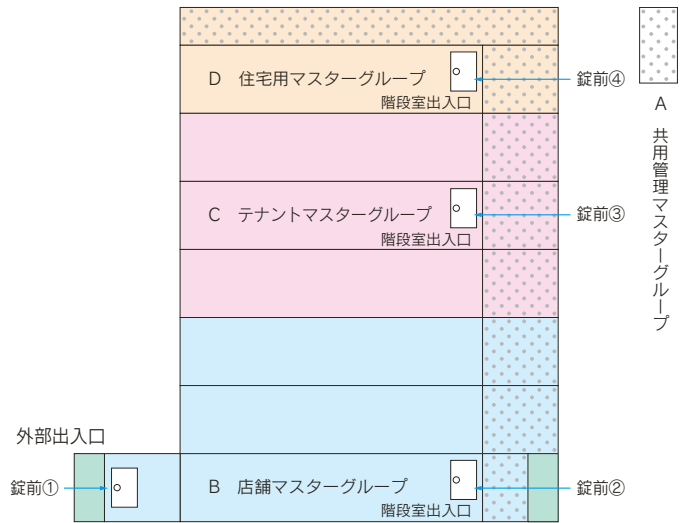 D 住宅用マスターグループ
階段室出入口
錠前④
A 共用管理マスターグループ
C テナントマスターグループ
階段室出入口
錠前③
外部出入口
錠前①
B 店舗マスターグループ
階段室出入口
錠前②